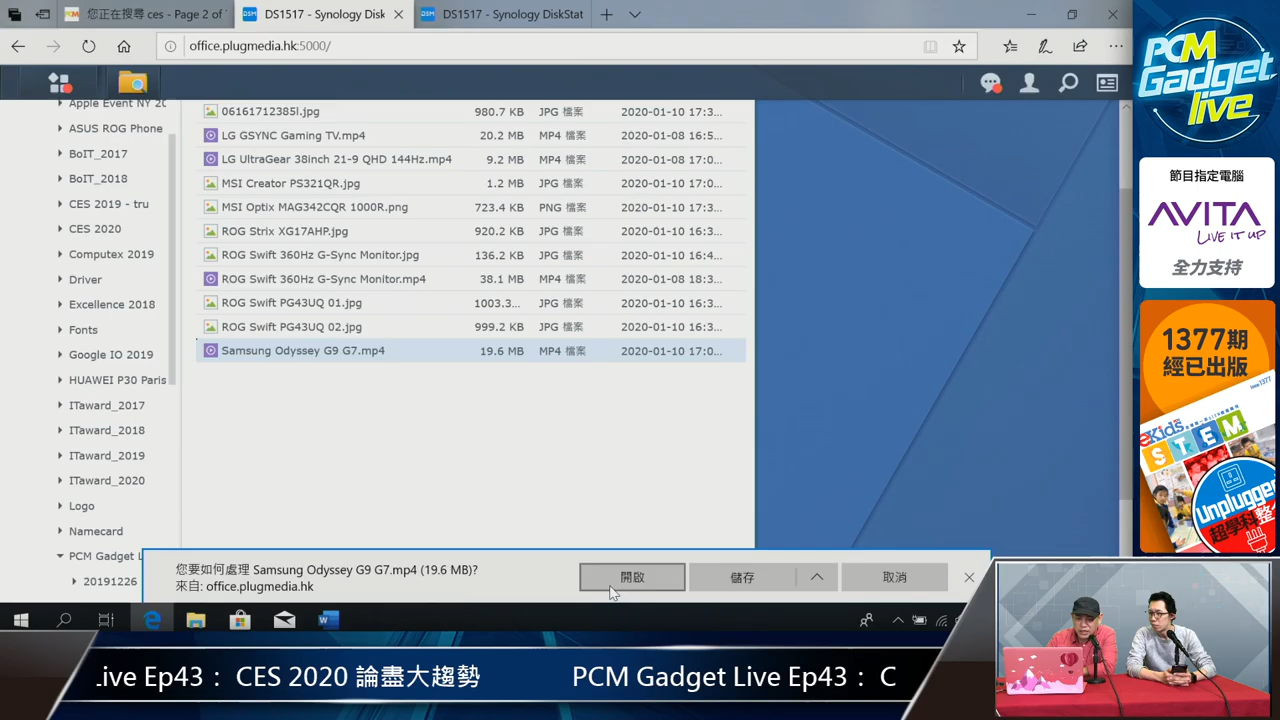 您正在搜尋 ces - Page 2 of
DSM DS1517 - Synology Disk
DSM DS1517 - Synology DiskStat
office.plugmedia.hk:5000/
Apple Event NY 20
ASUS ROG Phone
BoIT_2017
BoIT_2018
CES 2019 - tru
CES 2020
Computex 2019
Driver
Excellence 2018
Fonts
Google IO 2019
HUAWEI P30 Paris
ITaward_2017
ITaward_2018
ITaward_2019
ITaward_2020
Logo
Namecard
PCM Gadget Li
20191226
06161712385l.jpg 980.7 KB JPG 檔案 2020-01-10 17:3...
LG GSYNC Gaming TV.mp4 20.2 MB MP4 檔案 2020-01-08 16:5...
LG UltraGear 38inch 21-9 QHD 144Hz.mp4 9.2 MB MP4 檔案 2020-01-08 17:0...
MSI Creator PS321QR.jpg 1.2 MB JPG 檔案 2020-01-10 17:3...
MSI Optix MAG342CQR 1000R.png 723.4 KB PNG 檔案 2020-01-10 17:3...
ROG Strix XG17AHP.jpg 920.2 KB JPG 檔案 2020-01-10 16:3...
ROG Swift 360Hz G-Sync Monitor.jpg 136.2 KB JPG 檔案 2020-01-10 16:4...
ROG Swift 360Hz G-Sync Monitor.mp4 38.1 MB MP4 檔案 2020-01-08 18:3...
ROG Swift PG43UQ 01.jpg 1003.3... JPG 檔案 2020-01-10 16:3...
ROG Swift PG43UQ 02.jpg 999.2 KB JPG 檔案 2020-01-10 16:3...
Samsung Odyssey G9 G7.mp4 19.6 MB MP4 檔案 2020-01-10 17:0...
您要如何處理 Samsung Odyssey G9 G7.mp4 (19.6 MB)?
來自: office.plugmedia.hk
開啟
儲存
取消
PCM
Gadget
live
節目指定電腦
AVITA
LIVE IT UP
全力支持
1377期
經已出版
eKids
STEM
Unplugged
超學科整
Live Ep43： CES 2020 論盡大趨勢 PCM Gadget Live Ep43： C